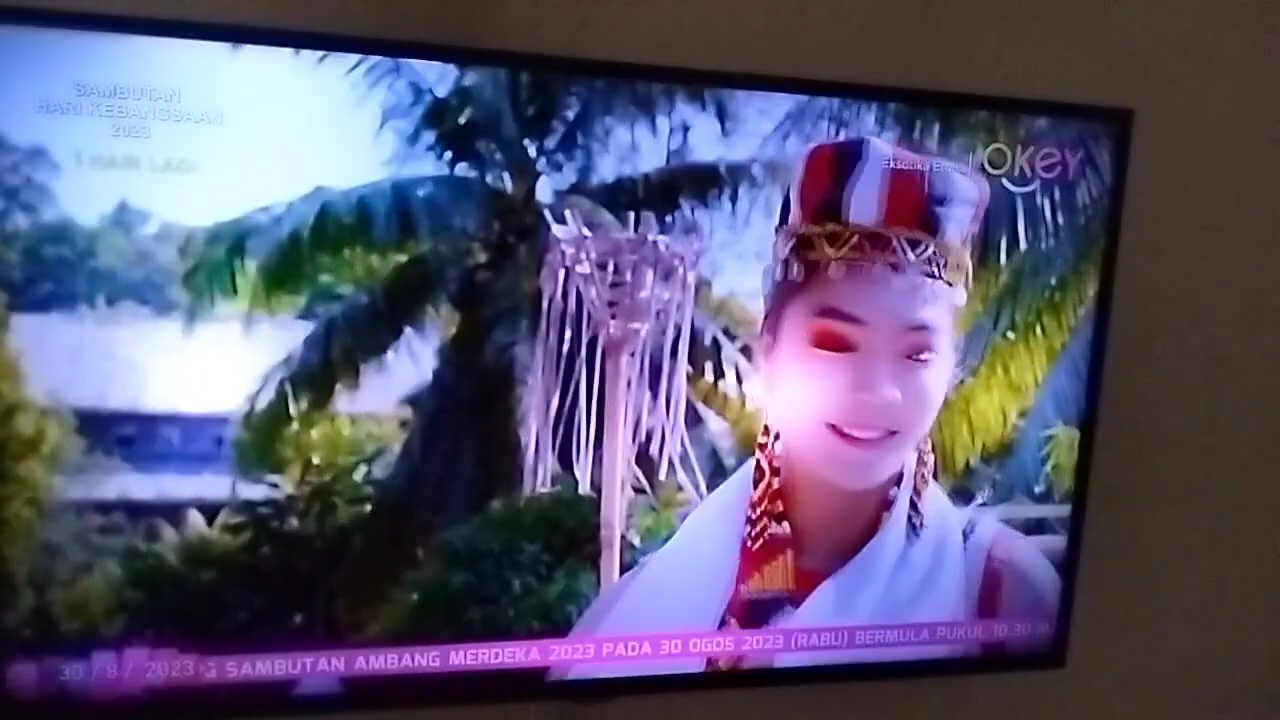 SAMBUTAN
HARI KEBANGSAAN
2023
1 HARI LAGI
Eksotika
OKEY
30 / 8 / 2023 G SAMBUTAN AMBANG MERDEKA 2023 PADA 30 OGOS 2023 (RABU) BERMULA PUKUL 10.30 M